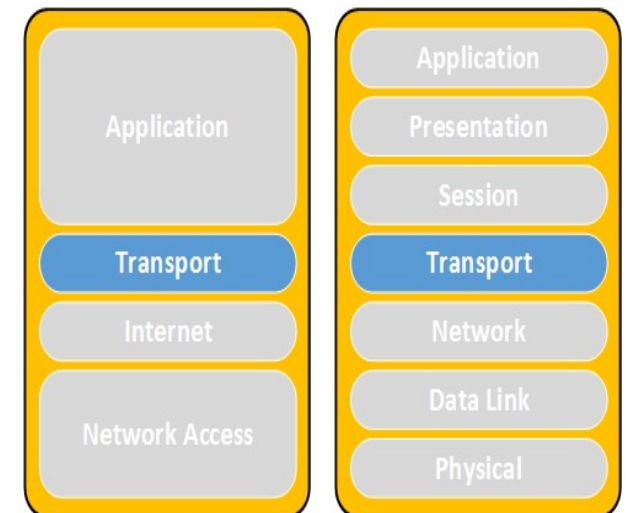 Application
Transport
Internet
Network Access
Application
Presentation
Session
Transport
Network
Data Link
Physical